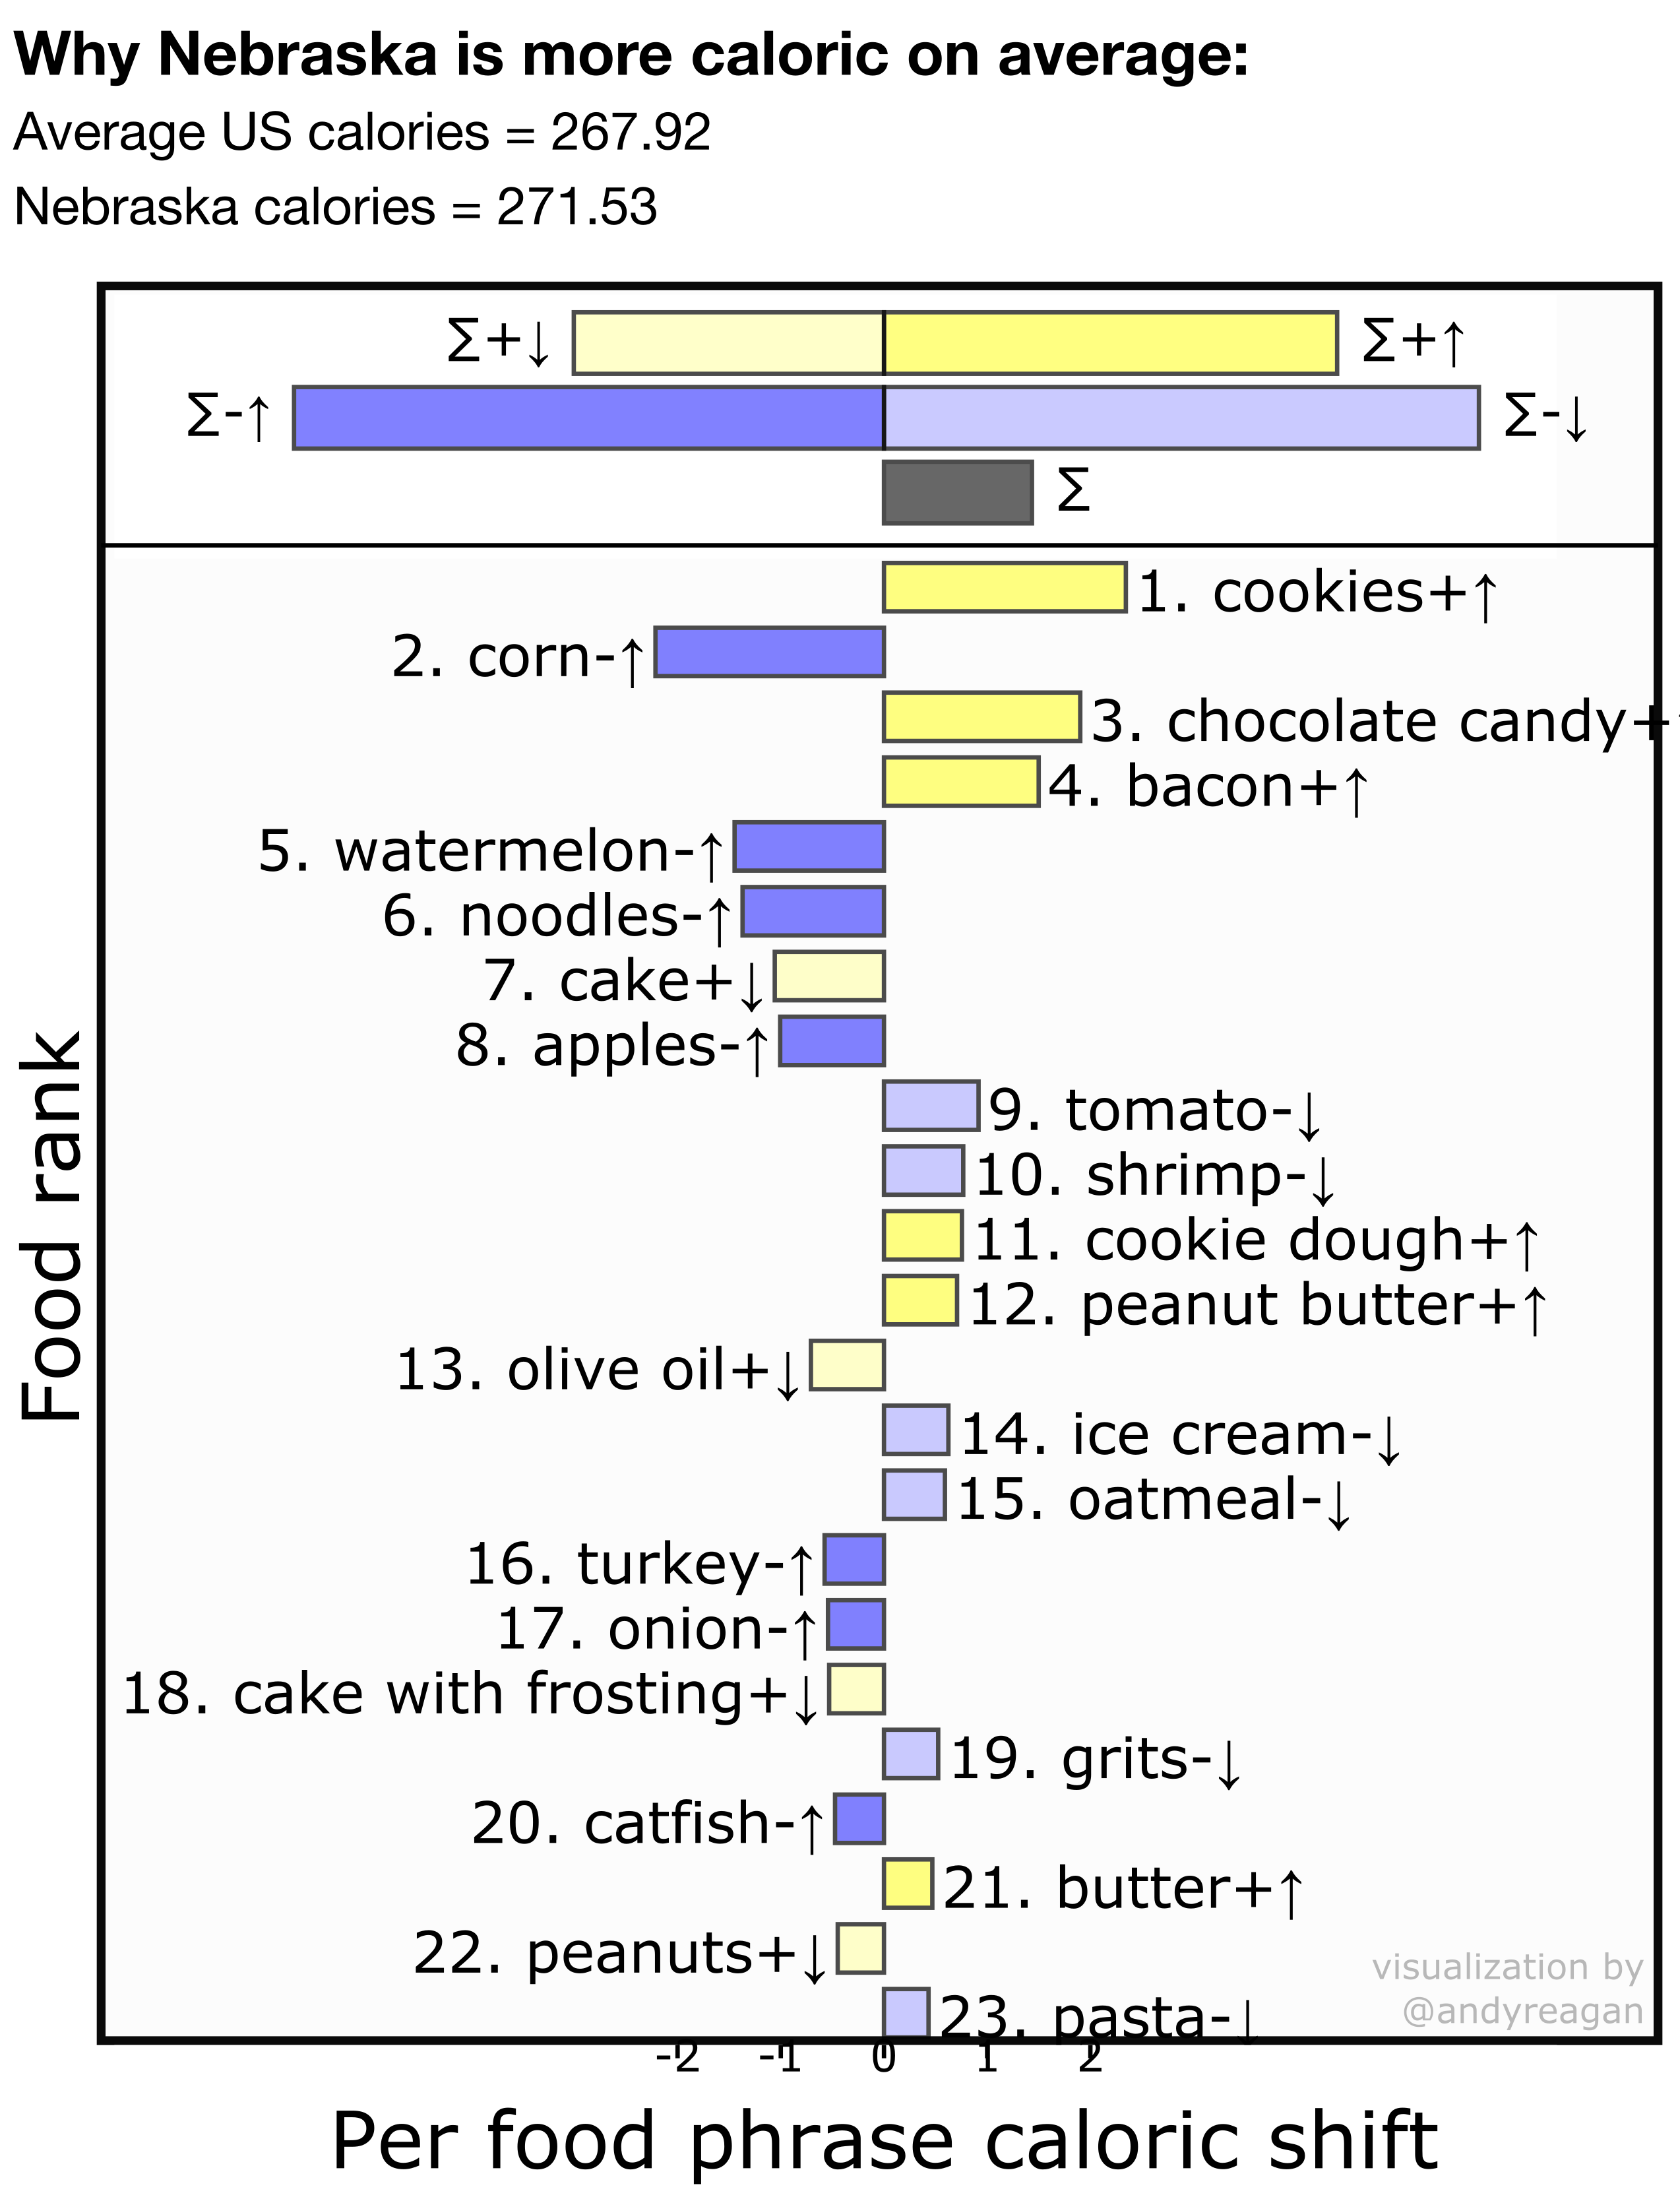 Why Nebraska is more caloric on average:
Average US calories = 267.92
Nebraska calories = 271.53
∑+↓
∑+↑
∑-↑
∑-↓
∑
1. cookies+↑
2. corn-↑
3. chocolate candy+
4. bacon+↑
5. watermelon-↑
6. noodles-↑
7. cake+↓
8. apples-↑
9. tomato-↓
10. shrimp-↓
11. cookie dough+↑
12. peanut butter+↑
13. olive oil+↓
14. ice cream-↓
15. oatmeal-↓
16. turkey-↑
17. onion-↑
18. cake with frosting+↓
19. grits-↓
20. catfish-↑
21. butter+↑
22. peanuts+↓
23. pasta-↓
visualization by
@andyreagan
Food rank
-2 -1 0 1 2
Per food phrase caloric shift